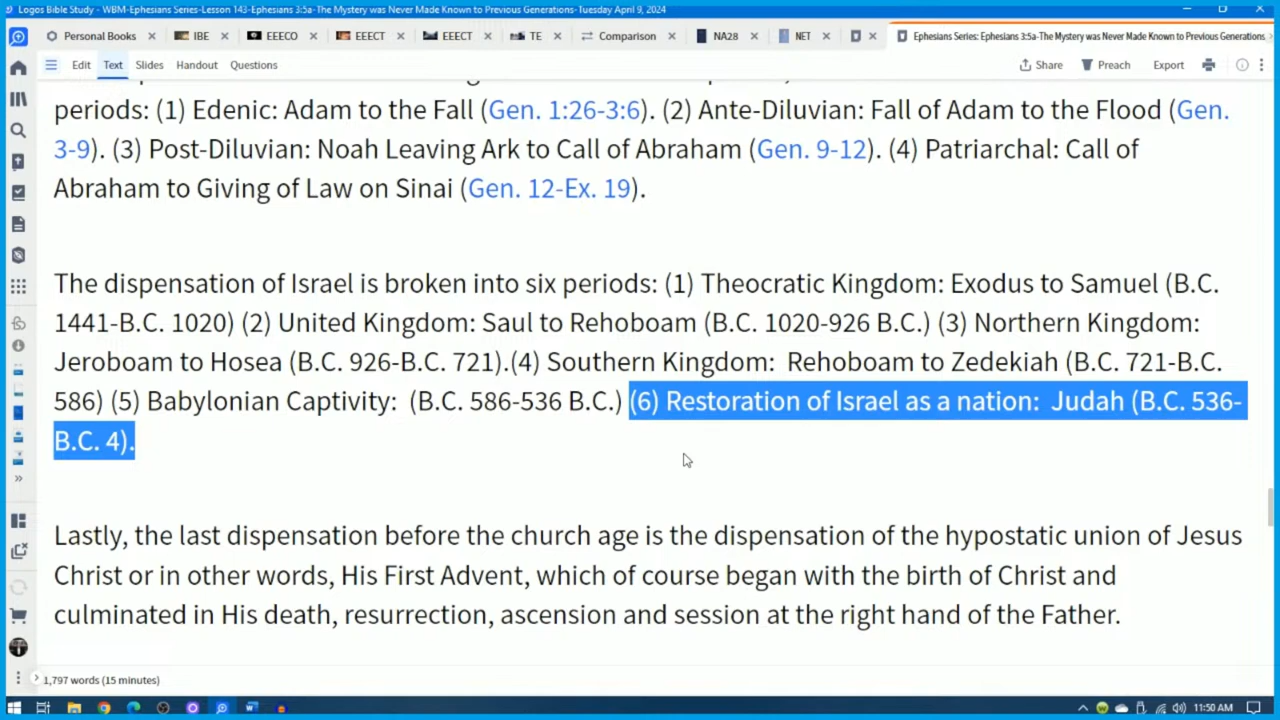 Logos Bible Study - WBM-Ephesians Series-Lesson 143-Ephesians 3:5a-The Mystery was Never Made Known to Previous Generations-Tuesday April 9, 2024
Personal Books
IBE
EEECO
EEECT
EEECT
TE
Comparison
NA28
NET
Ephesians Series: Ephesians 3:5a-The Mystery was Never Made Known to Previous Generations
Edit Text Slides Handout Questions
Share Preach Export
periods: (1) Edenic: Adam to the Fall (Gen. 1:26-3:6). (2) Ante-Diluvian: Fall of Adam to the Flood (Gen.
3-9). (3) Post-Diluvian: Noah Leaving Ark to Call of Abraham (Gen. 9-12). (4) Patriarchal: Call of
Abraham to Giving of Law on Sinai (Gen. 12-Ex. 19).
The dispensation of Israel is broken into six periods: (1) Theocratic Kingdom: Exodus to Samuel (B.C.
1441-B.C. 1020) (2) United Kingdom: Saul to Rehoboam (B.C. 1020-926 B.C.) (3) Northern Kingdom:
Jeroboam to Hosea (B.C. 926-B.C. 721).(4) Southern Kingdom:  Rehoboam to Zedekiah (B.C. 721-B.C.
586) (5) Babylonian Captivity:  (B.C. 586-536 B.C.) (6) Restoration of Israel as a nation:  Judah (B.C. 536-
B.C. 4).
Lastly, the last dispensation before the church age is the dispensation of the hypostatic union of Jesus
Christ or in other words, His First Advent, which of course began with the birth of Christ and
culminated in His death, resurrection, ascension and session at the right hand of the Father.
1,797 words (15 minutes)
11:50 AM